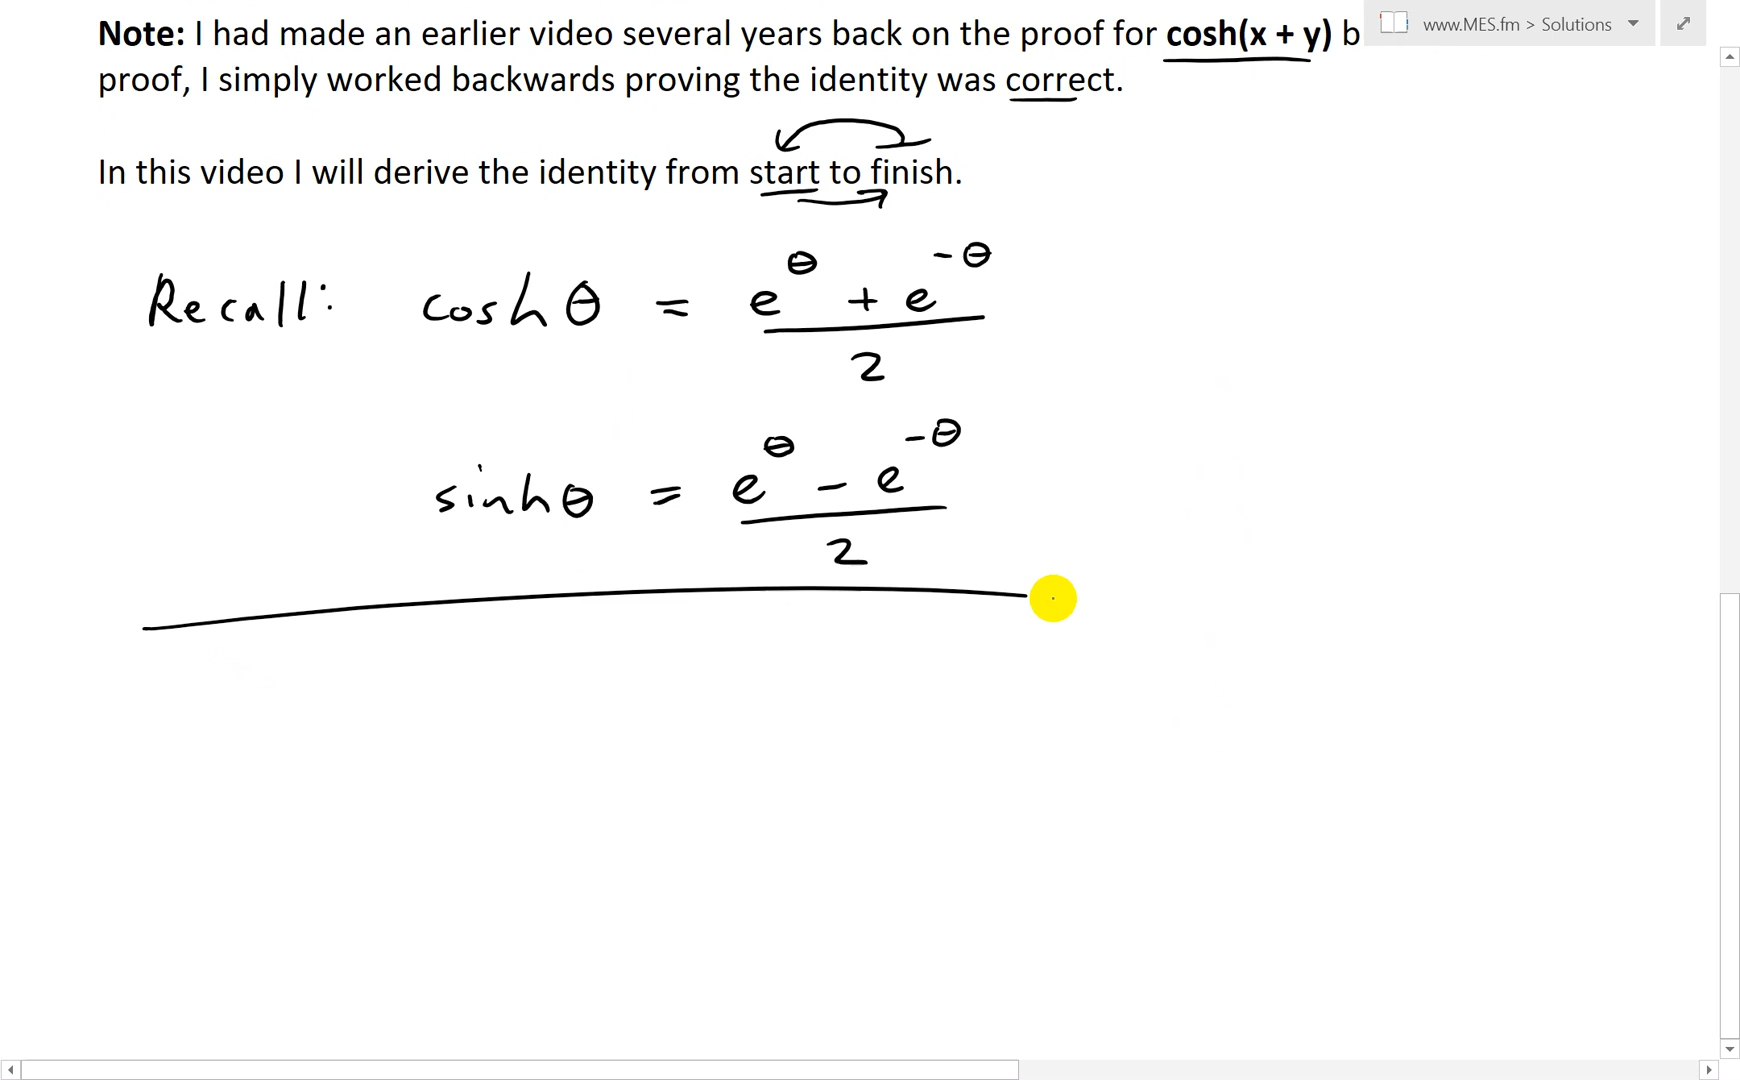 Note: I had made an earlier video several years back on the proof for cosh(x + y) b
www.MES.fm > Solutions
proof, I simply worked backwards proving the identity was correct.
In this video I will derive the identity from start to finish.
Recall: coshθ = (e^θ + e^-θ)/2
sinhθ = (e^θ - e^-θ)/2